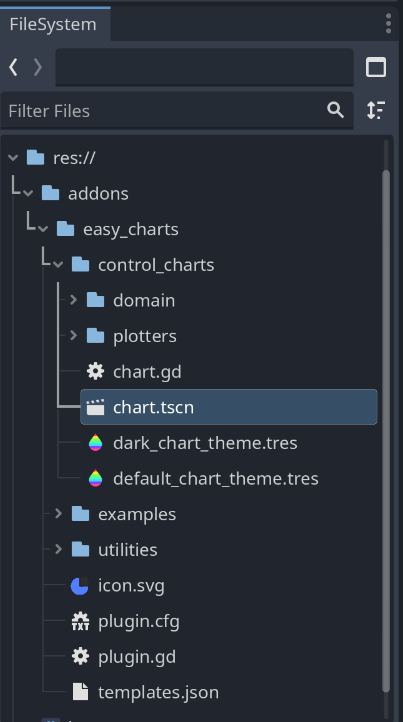 FileSystem
Filter Files
res://
addons
easy_charts
control_charts
domain
plotters
chart.gd
chart.tscn
dark_chart_theme.tres
default_chart_theme.tres
examples
utilities
icon.svg
TXT plugin.cfg
plugin.gd
templates.json